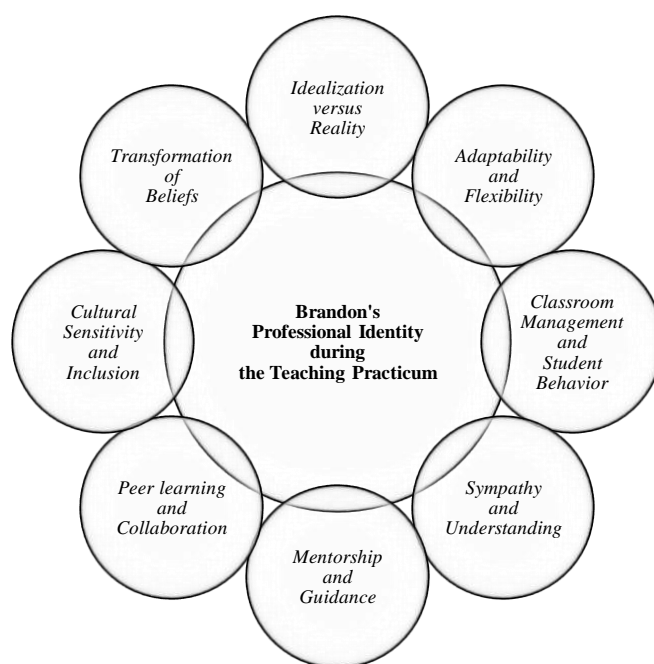 Idealization
versus
Reality
Adaptability
and
Flexibility
Classroom
Management
and
Student
Behavior
Sympathy
and
Understanding
Mentorship
and
Guidance
Peer learning
and
Collaboration
Cultural
Sensitivity
and
Inclusion
Transformation
of
Beliefs
Brandon's
Professional Identity
during
the Teaching Practicum